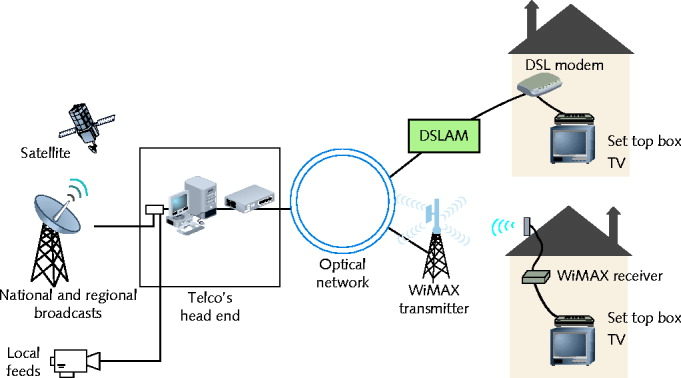 Satellite
National and regional
broadcasts
Local
feeds
Telco's
head end
Optical
network
DSLAM
WiMAX
transmitter
DSL modem
Set top box
TV
WiMAX receiver
Set top box
TV